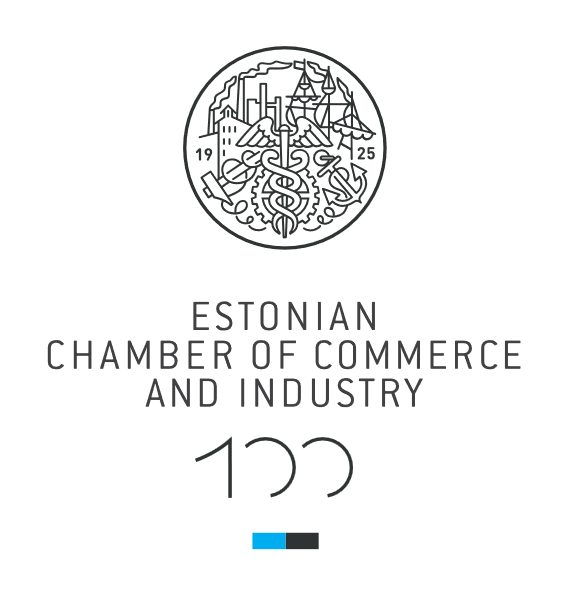 19 25
ESTONIAN
CHAMBER OF COMMERCE
AND INDUSTRY
100